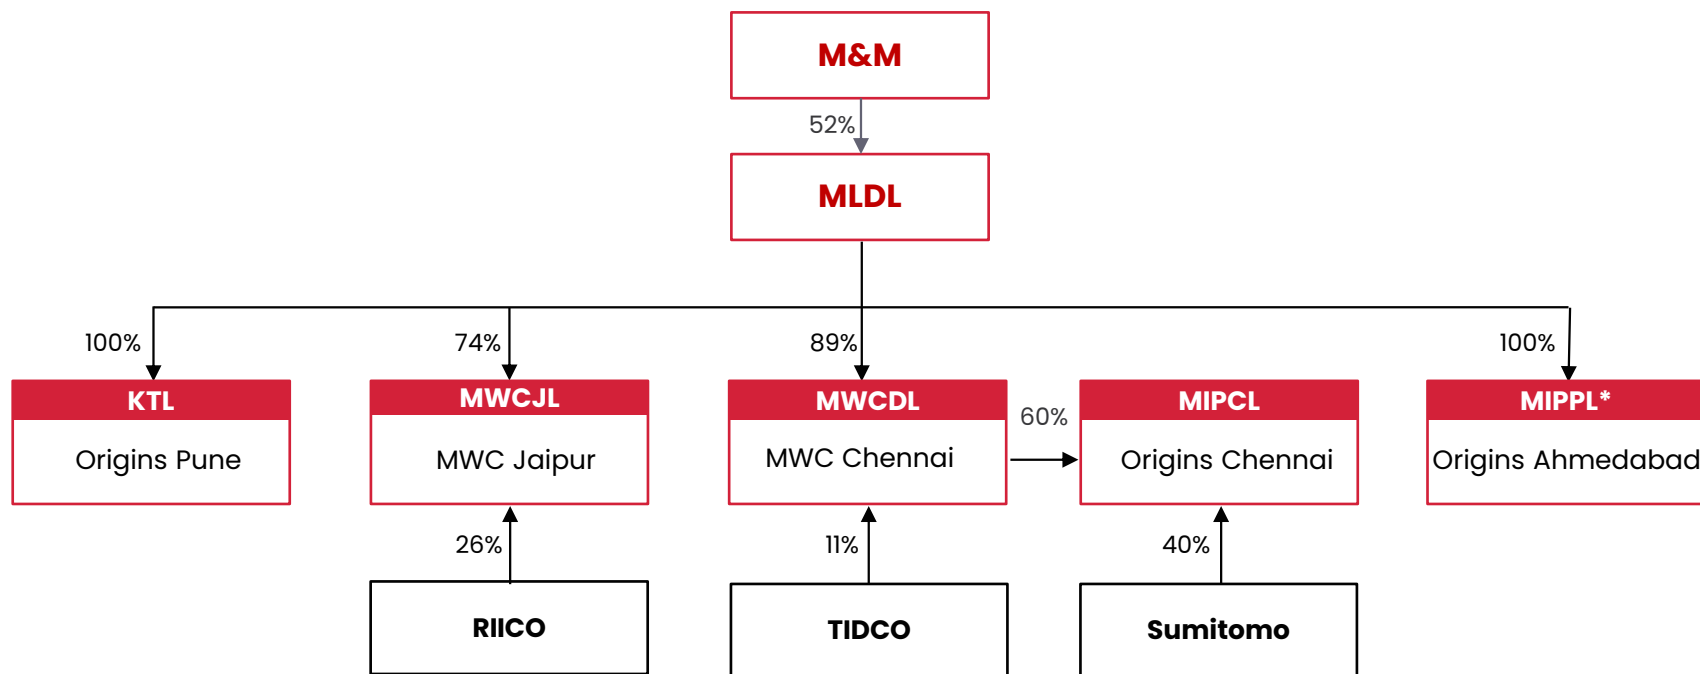 M&M
52%
MLDL
100%
74%
89%
100%
KTL
Origins Pune
MWCJL
MWC Jaipur
MWCDL
MWC Chennai
60%
MIPCL
Origins Chennai
MIPPL*
Origins Ahmedabad
26%
11%
40%
RIICO
TIDCO
Sumitomo